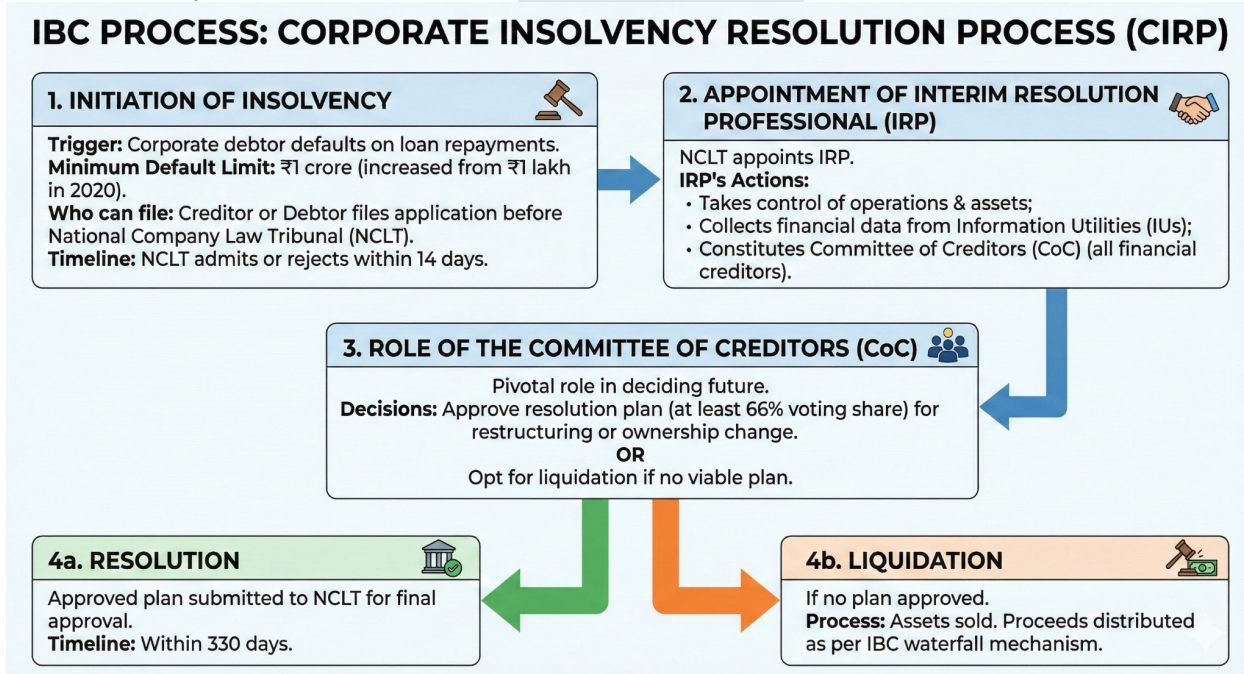 IBC PROCESS: CORPORATE INSOLVENCY RESOLUTION PROCESS (CIRP)
1. INITIATION OF INSOLVENCY
Trigger: Corporate debtor defaults on loan repayments.
Minimum Default Limit: ₹1 crore (increased from ₹1 lakh
in 2020).
Who can file: Creditor or Debtor files application before
National Company Law Tribunal (NCLT).
Timeline: NCLT admits or rejects within 14 days.
2. APPOINTMENT OF INTERIM RESOLUTION
PROFESSIONAL (IRP)
NCLT appoints IRP.
IRP's Actions:
• Takes control of operations & assets;
• Collects financial data from Information Utilities (IUs);
• Constitutes Committee of Creditors (CoC) (all financial
creditors).
3. ROLE OF THE COMMITTEE OF CREDITORS (CoC)
Pivotal role in deciding future.
Decisions: Approve resolution plan (at least 66% voting share) for
restructuring or ownership change.
OR
Opt for liquidation if no viable plan.
4a. RESOLUTION
Approved plan submitted to NCLT for final
approval.
Timeline: Within 330 days.
4b. LIQUIDATION
If no plan approved.
Process: Assets sold. Proceeds distributed
as per IBC waterfall mechanism.